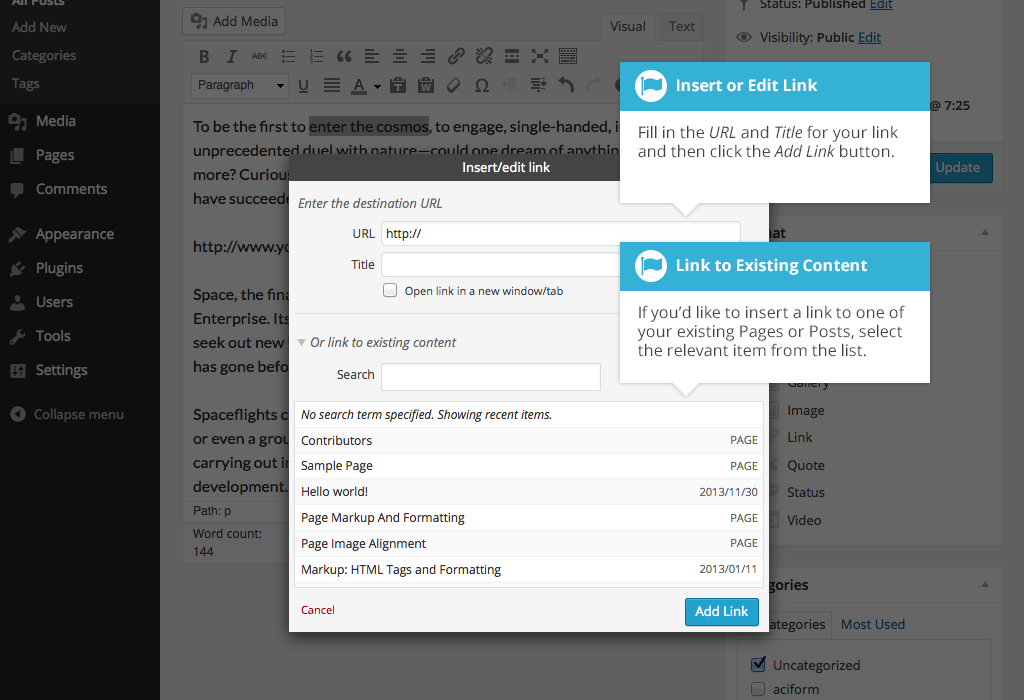 All Posts
Add New
Categories
Tags
Media
Pages
Comments
Appearance
Plugins
Users
Tools
Settings
Collapse menu
Add Media
Visual
Text
B I ABC
Paragraph
U A
To be the first to enter the cosmos, to engage, single-handed, i
unprecedented duel with nature—could one dream of anythin
more? Curiou
have succeede
http://www.yo
Space, the fina
Enterprise. Its
seek out new
has gone befo
Spaceflights c
or even a grou
carrying out in
development.
Path: p
Word count:
144
Insert/edit link
Enter the destination URL
URL http://
Title
Open link in a new window/tab
Or link to existing content
Search
No search term specified. Showing recent items.
Contributors PAGE
Sample Page PAGE
Hello world! 2013/11/30
Page Markup And Formatting PAGE
Page Image Alignment PAGE
Markup: HTML Tags and Formatting 2013/01/11
Cancel
Add Link
Insert or Edit Link
Fill in the URL and Title for your link
and then click the Add Link button.
Link to Existing Content
If you’d like to insert a link to one of
your existing Pages or Posts, select
the relevant item from the list.
Status: Published Edit
Visibility: Public Edit
@ 7:25
Update
at
Gallery
Image
Link
Quote
Status
Video
gories
ategories
Most Used
Uncategorized
aciform